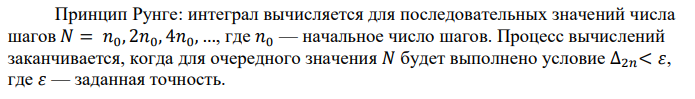 Принцип Рунге: интеграл вычисляется для последовательных значений числа
шагов N = n₀, 2n₀, 4n₀, ..., где n₀ — начальное число шагов. Процесс вычислений
заканчивается, когда для очередного значения N будет выполнено условие Δ₂ₙ< ε,
где ε — заданная точность.